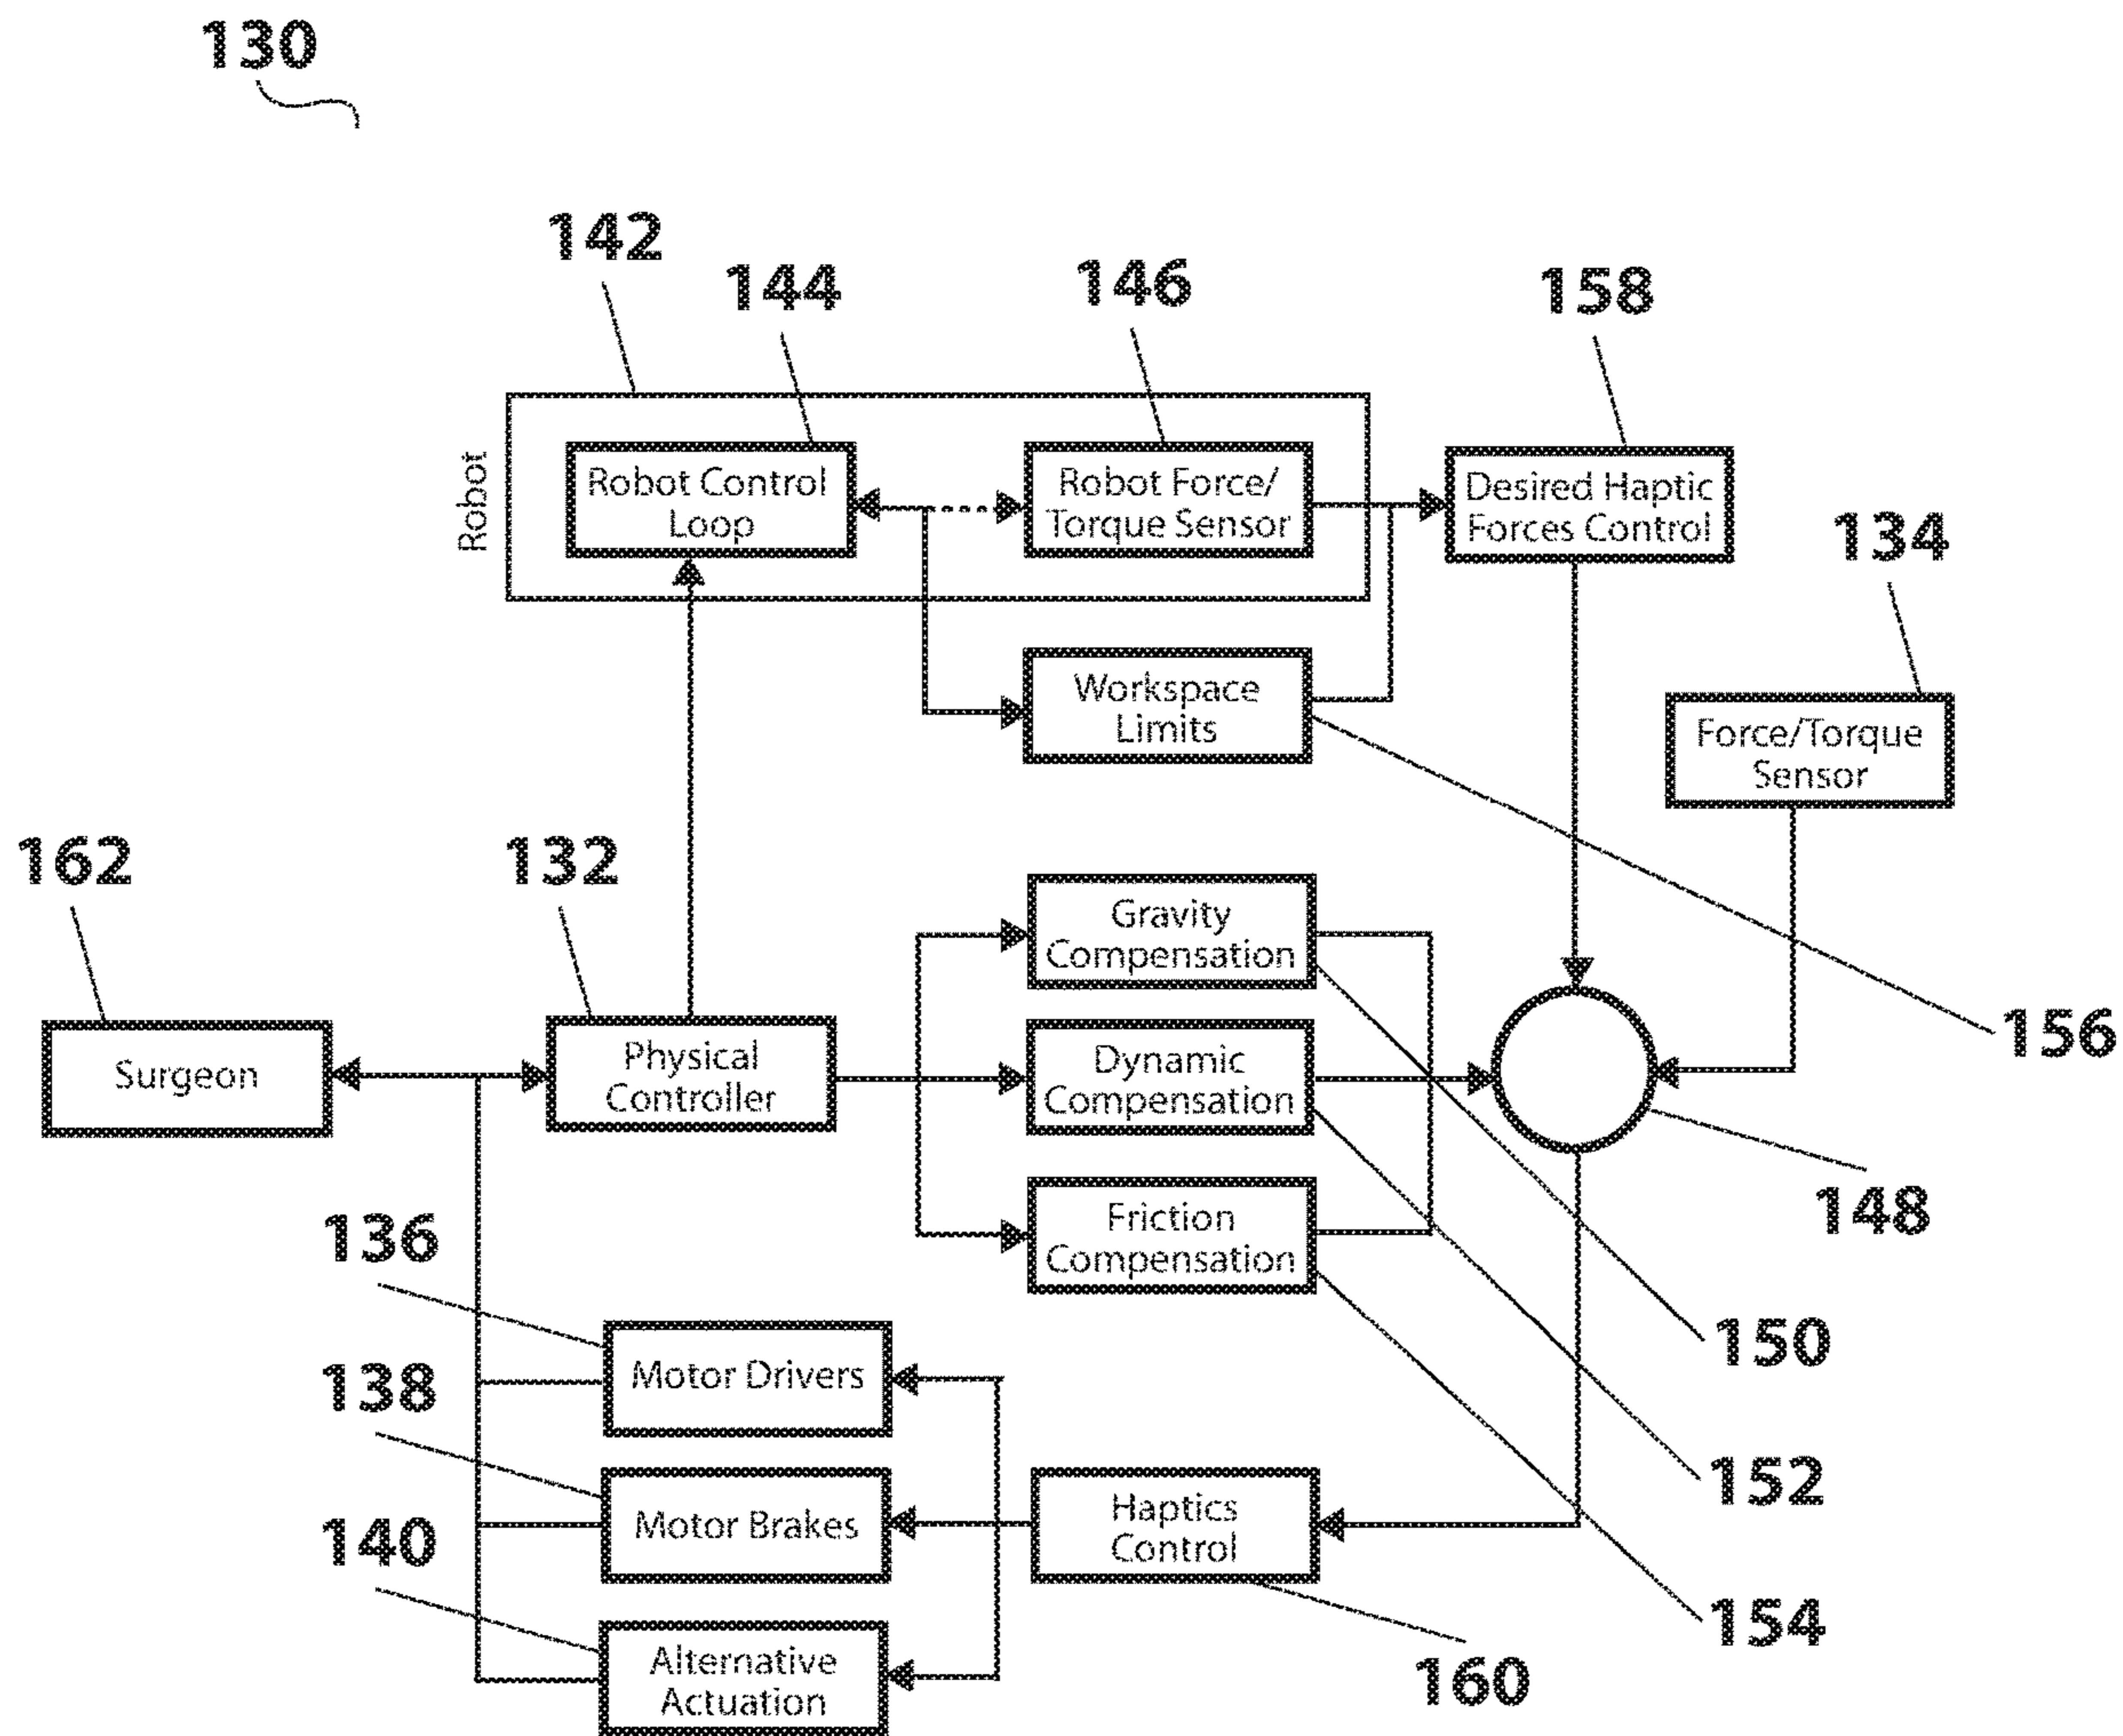 130
142
144
146
158
Robot
Robot Control
Loop
Robot Force/
Torque Sensor
Desired Haptic
Forces Control
134
Workspace
Limits
Force/Torque
Sensor
162
132
Gravity
Compensation
156
Surgeon
Physical
Controller
Dynamic
Compensation
148
136
Friction
Compensation
150
138
Motor Drivers
152
140
Motor Brakes
Haptics
Control
154
Alternative
Actuation
160